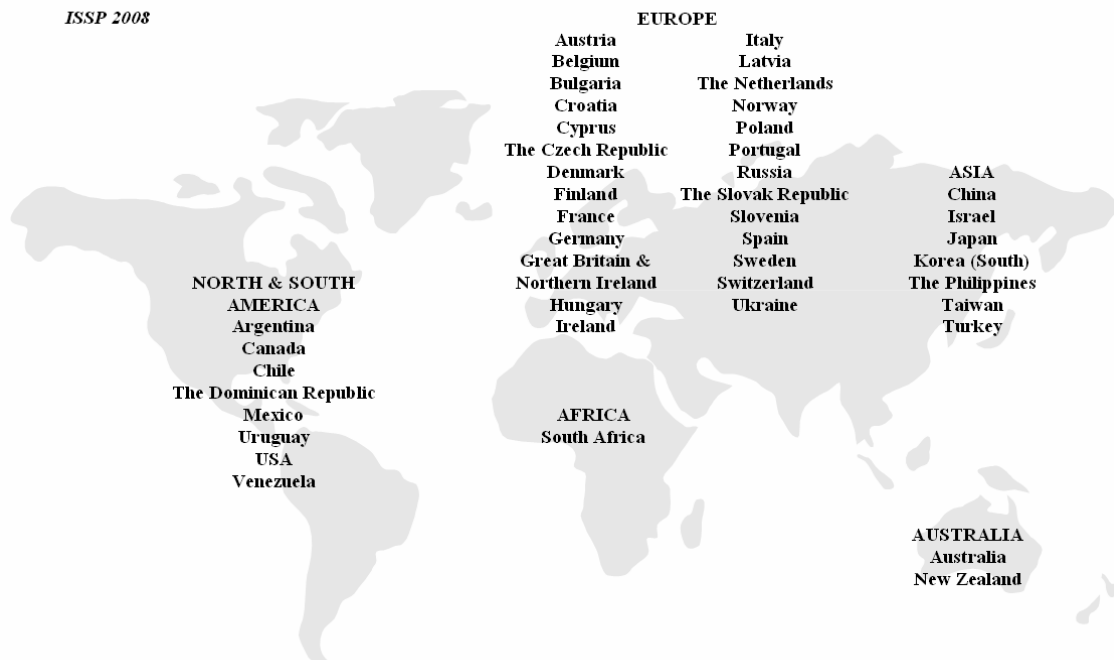 ISSP 2008
EUROPE
Austria
Belgium
Bulgaria
Croatia
Cyprus
The Czech Republic
Denmark
Finland
France
Germany
Great Britain &
Northern Ireland
Hungary
Ireland
Italy
Latvia
The Netherlands
Norway
Poland
Portugal
Russia
The Slovak Republic
Slovenia
Spain
Sweden
Switzerland
Ukraine
ASIA
China
Israel
Japan
Korea (South)
The Philippines
Taiwan
Turkey
NORTH & SOUTH
AMERICA
Argentina
Canada
Chile
The Dominican Republic
Mexico
Uruguay
USA
Venezuela
AFRICA
South Africa
AUSTRALIA
Australia
New Zealand